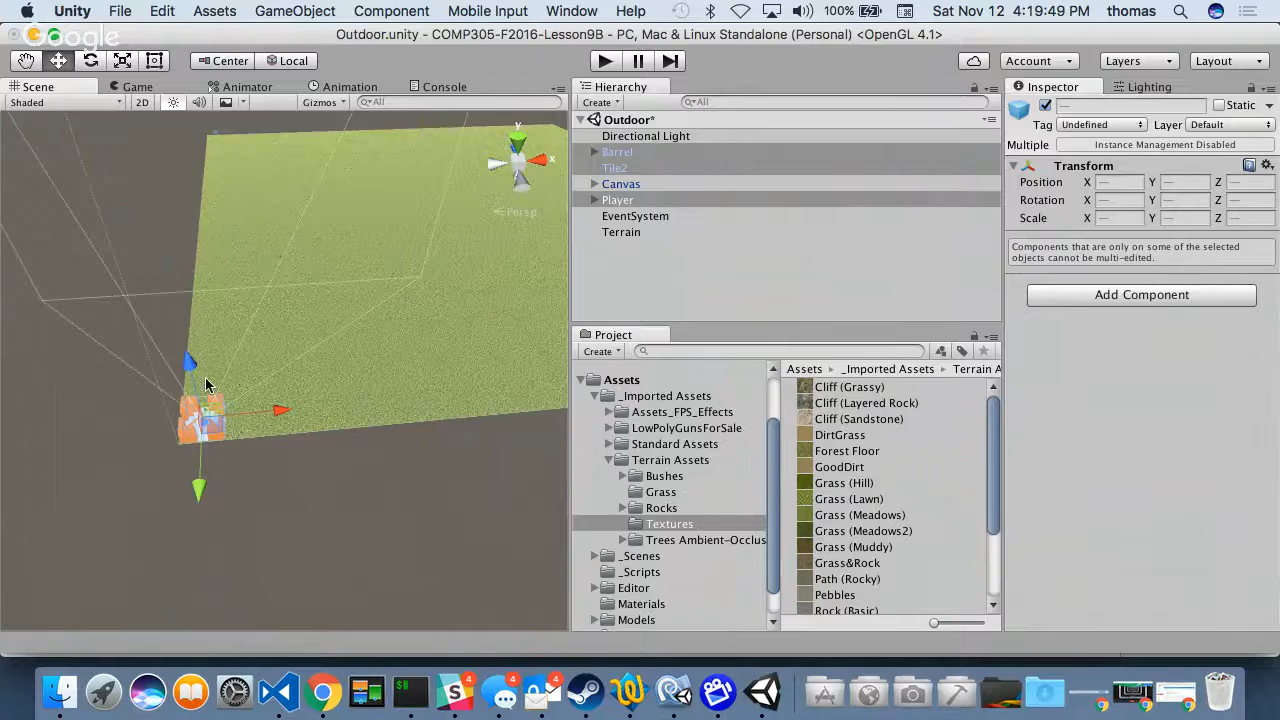 Unity File Edit Assets GameObject Component Mobile Input Window Help 100% Sat Nov 12 4:19:49 PM thomas
Google
Outdoor.unity - COMP305-F2016-Lesson9B - PC, Mac & Linux Standalone (Personal) <OpenGL 4.1>
Center Local Account Layers Layout
Scene Game Animator Animation Console Hierarchy Inspector Lighting
Shaded 2D Gizmos All Create All Static
Outdoor*
Tag Undefined Layer Default
Directional Light
Multiple Instance Management Disabled
Barrel
Transform
Tile2
Position X — Y — Z —
Canvas
Rotation X — Y — Z —
Player
Scale X — Y — Z —
EventSystem
Terrain
Components that are only on some of the selected
objects cannot be multi-edited.
Add Component
y
x
Persp
Project
Create
Assets _Imported Assets Terrain A
Assets
_Imported Assets
Assets_FPS_Effects
LowPolyGunsForSale
Standard Assets
Terrain Assets
Bushes
Grass
Rocks
Textures
Trees Ambient-Occlus
_Scenes
_Scripts
Editor
Materials
Models
Cliff (Grassy)
Cliff (Layered Rock)
Cliff (Sandstone)
DirtGrass
Forest Floor
GoodDirt
Grass (Hill)
Grass (Lawn)
Grass (Meadows)
Grass (Meadows2)
Grass (Muddy)
Grass&Rock
Path (Rocky)
Pebbles
Rock (Basic)
4 4 4